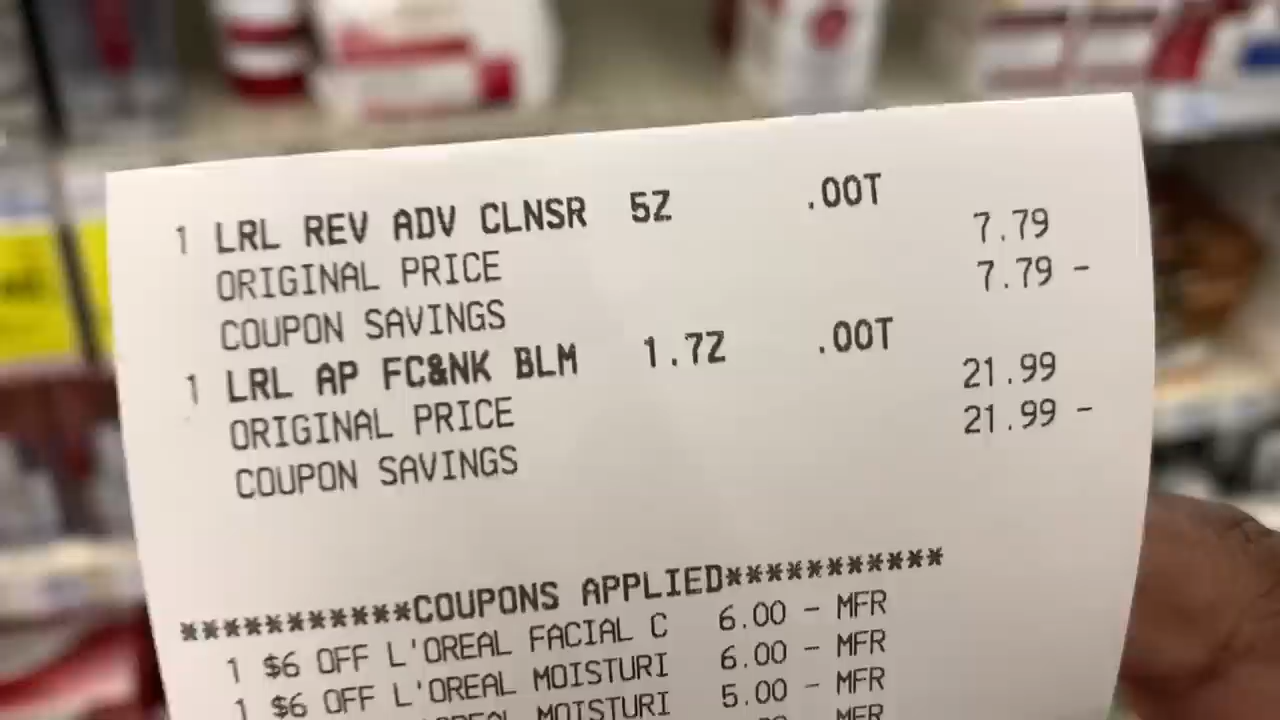 1 LRL REV ADV CLNSR 5Z .00T
ORIGINAL PRICE 7.79
COUPON SAVINGS 7.79 -
1 LRL AP FC&NK BLM 1.7Z .00T
ORIGINAL PRICE 21.99
COUPON SAVINGS 21.99 -
***********COUPONS APPLIED***********
1 $6 OFF L'OREAL FACIAL C 6.00 - MFR
1 $6 OFF L'OREAL MOISTURI 6.00 - MFR
MOISTURI 5.00 - MFR
MFR